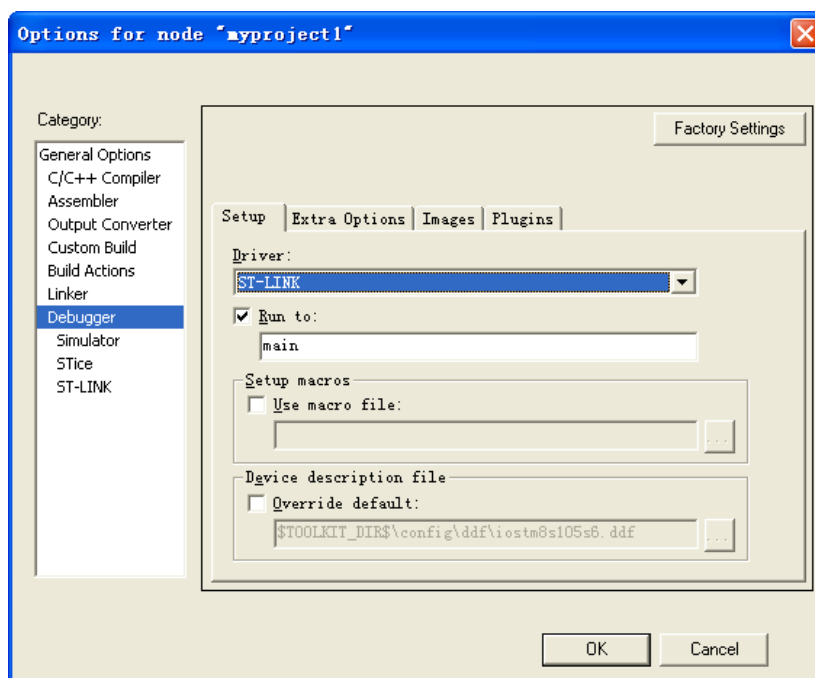 Options for node "myproject1"
Category:
Factory Settings
General Options
C/C++ Compiler
Assembler
Output Converter
Custom Build
Build Actions
Linker
Debugger
Simulator
STice
ST-LINK
Setup Extra Options Images Plugins
Driver:
ST-LINK
Run to:
main
Setup macros
Use macro file:
...
Device description file
Override default:
$TOOLKIT_DIR$\config\ddf\iostm8s105s6.ddf
...
OK Cancel